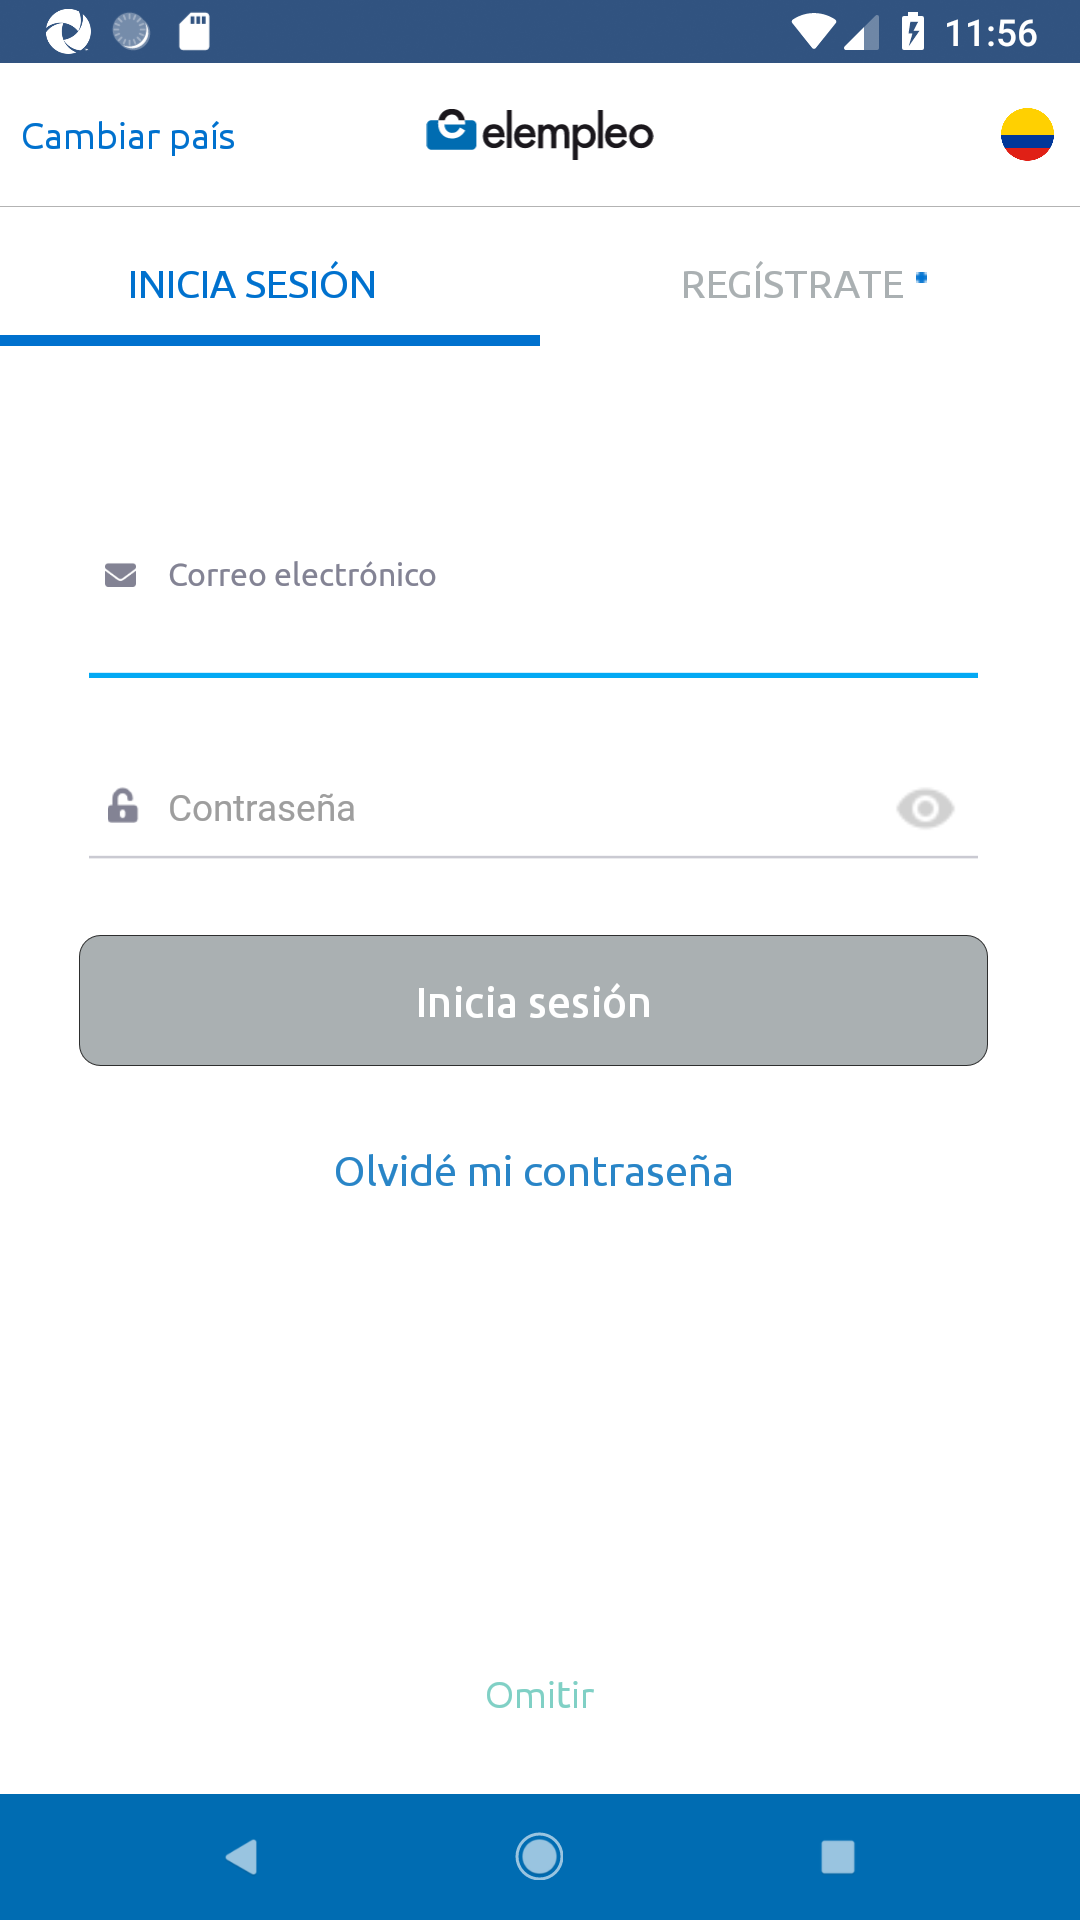 11:56
Cambiar país
elempleo
INICIA SESIÓN
REGÍSTRATE
Correo electrónico
Contraseña
Inicia sesión
Olvidé mi contraseña
Omitir